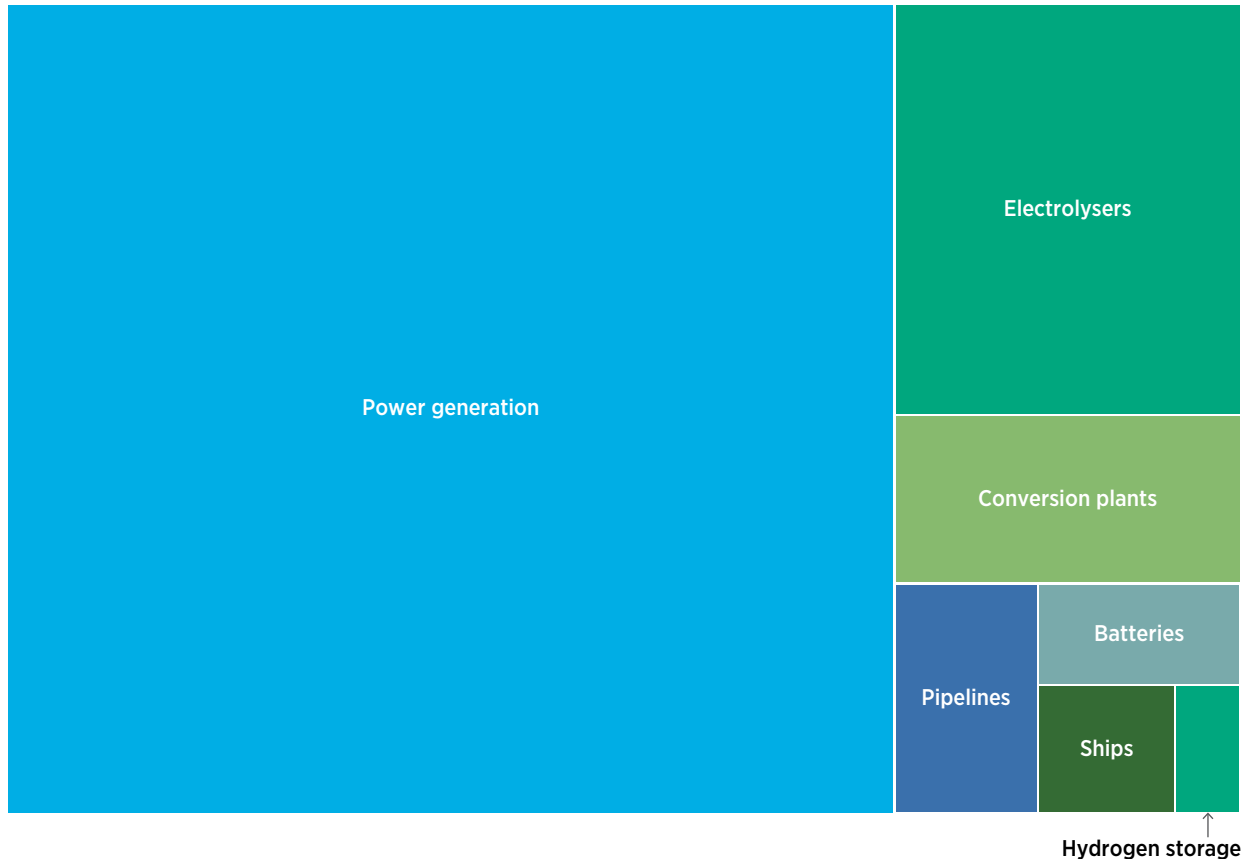 Power generation
Electrolysers
Conversion plants
Pipelines
Batteries
Ships
Hydrogen storage